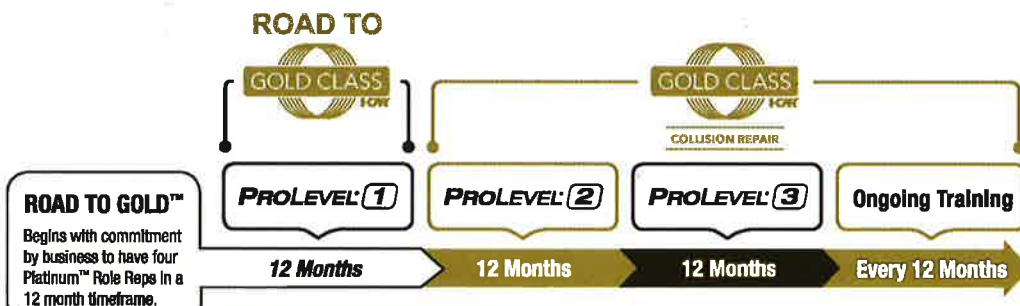 ROAD TO
GOLD CLASS
I-CAR
GOLD CLASS
I-CAR
COLLISION REPAIR
PROLEVEL® 1
PROLEVEL® 2
PROLEVEL® 3
Ongoing Training
ROAD TO GOLD™
Begins with commitment
by business to have four
Platinum™ Role Reps in a
12 month timeframe.
12 Months
12 Months
12 Months
Every 12 Months